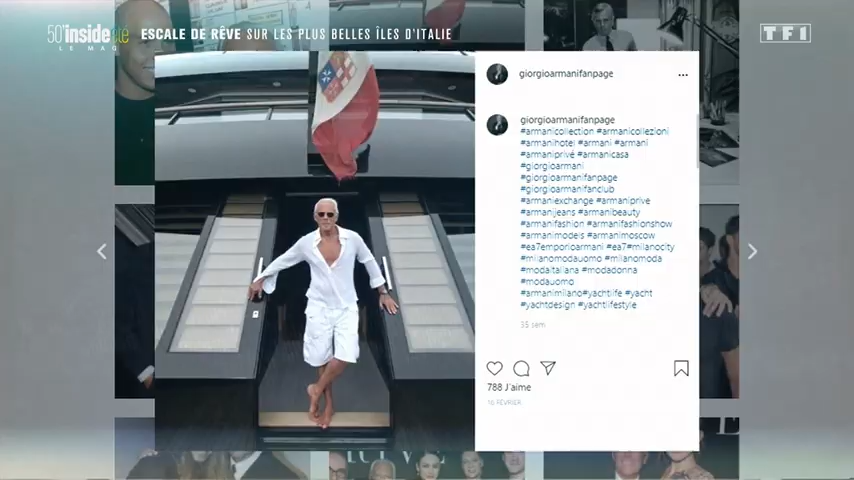 50'inside été
LE MAG
ESCALE DE RÊVE SUR LES PLUS BELLES ÎLES D'ITALIE
TF1
giorgioarmanifanpage
giorgioarmanifanpage
#armanicollection #armanicollezioni
#armanihotel #armani #armani
#armaniprivé #armanicasa
#giorgioarmani
#giorgioarmanifanpage
#giorgioarmanifanclub
#armaniexchange #armaniprive
#armanijeans #armanibeauty
#armanifashion #armanifashionshow
#armanimodels #armanimoscow
#ea7emporioarmani #ea7#milanocity
#milanomodauomo #milanomoda
#modaitaliana #modadonna
#modauomo
#armanimilano#yachtlife #yacht
#yachtdesign #yachtlifestyle
35 sem
788 J'aime
16 FÉVRIER